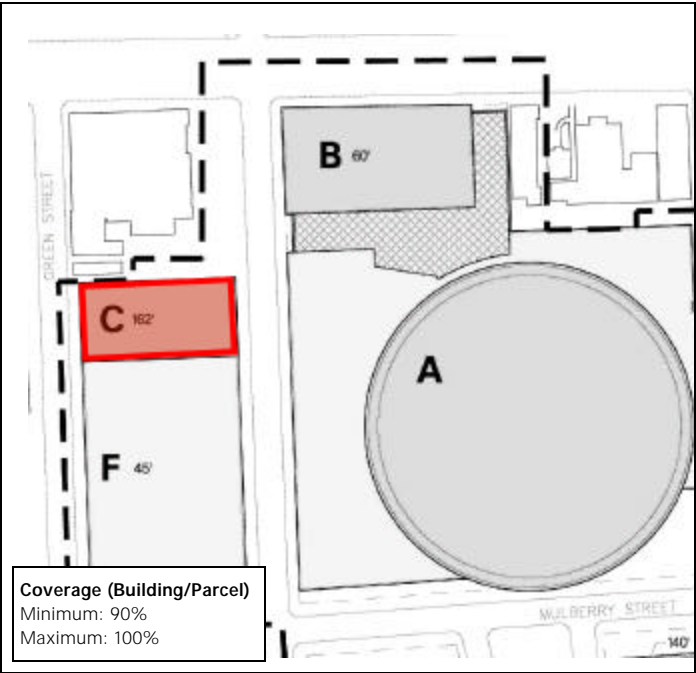 B 60'
GREEN STREET
C 162'
A
F 45'
Coverage (Building/Parcel)
Minimum: 90%
Maximum: 100%
MULBERRY STREET
140'